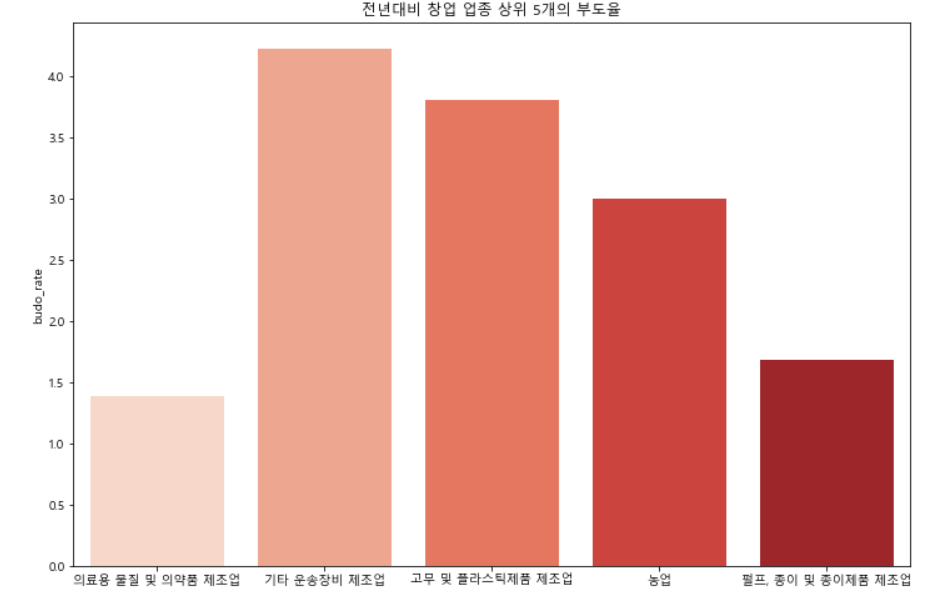 전년대비 창업 업종 상위 5개의 부도율
budo_rate
4.0
3.5
3.0
2.5
2.0
1.5
1.0
0.5
0.0
의료용 물질 및 의약품 제조업
기타 운송장비 제조업
고무 및 플라스틱제품 제조업
농업
펄프, 종이 및 종이제품 제조업